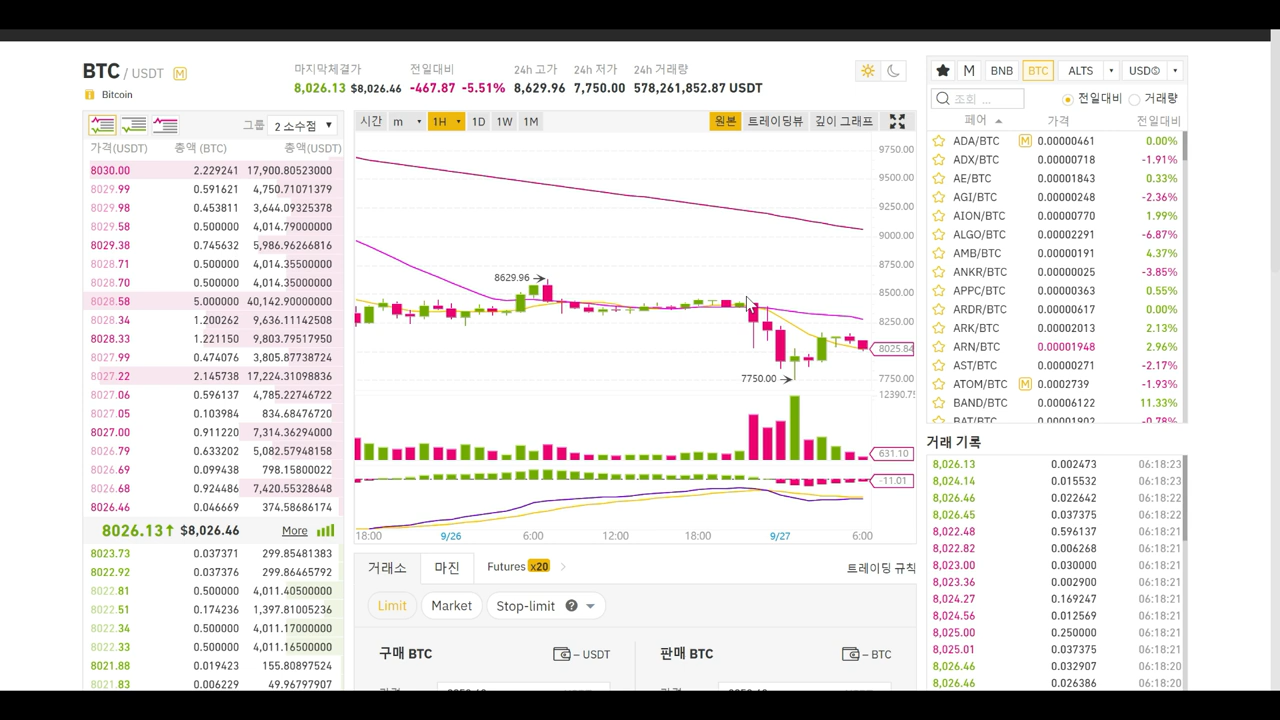 BTC / USDT M
Bitcoin
마지막체결가 전일대비 24h 고가 24h 저가 24h 거래량
8,026.13 $8,026.46 -467.87 -5.51% 8,629.96 7,750.00 578,261,852.87 USDT
그룹 2 소수점
가격(USDT) 총액 (BTC) 총액(USDT)
8030.00 2.229241 17,900.80523000
8029.99 0.591621 4,750.71071379
8029.98 0.453811 3,644.09325378
8029.58 0.500000 4,014.79000000
8029.38 0.745632 5,986.96266816
8028.71 0.500000 4,014.35500000
8028.70 0.500000 4,014.35000000
8028.58 5.000000 40,142.90000000
8028.34 1.200262 9,636.11142508
8028.33 1.221150 9,803.79517950
8027.99 0.474076 3,805.87738724
8027.22 2.145738 17,224.31098836
8027.06 0.596137 4,785.22746722
8027.05 0.103984 834.68476720
8027.00 0.911220 7,314.36294000
8026.79 0.633202 5,082.57948158
8026.69 0.099438 798.15800022
8026.68 0.924486 7,420.55328648
8026.46 0.046669 374.58686174
8026.13↑ $8,026.46 More
8023.73 0.037371 299.85481383
8022.92 0.037376 299.86465792
8022.81 0.500000 4,011.40500000
8022.51 0.174236 1,397.81005236
8022.34 0.500000 4,011.17000000
8022.33 0.500000 4,011.16500000
8021.88 0.019423 155.80897524
8021.83 0.006229 49.96797907
시간 m 1H 1D 1W 1M 원본 트레이딩뷰 깊이 그래프
9750.00
9500.00
9250.00
9000.00
8750.00
8629.96
8500.00
8250.00
8025.84
7750.00
7750.00
12390.75
631.10
-11.01
18:00 9/26 6:00 12:00 18:00 9/27 6:00
거래소 마진 Futures x20 트레이딩 규칙
Limit Market Stop-limit ?
구매 BTC – USDT 판매 BTC – BTC
M BNB BTC ALTS USDⓈ
조회 ... 전일대비 거래량
페어 가격 전일대비
ADA/BTC M 0.00000461 0.00%
ADX/BTC 0.00000718 -1.91%
AE/BTC 0.00001843 0.33%
AGI/BTC 0.00000248 -2.36%
AION/BTC 0.00000770 1.99%
ALGO/BTC 0.00002291 -6.87%
AMB/BTC 0.00000191 4.37%
ANKR/BTC 0.00000025 -3.85%
APPC/BTC 0.00000363 0.55%
ARDR/BTC 0.00000617 0.00%
ARK/BTC 0.00002013 2.13%
ARN/BTC 0.00001948 2.96%
AST/BTC 0.00000271 -2.17%
ATOM/BTC M 0.0002739 -1.93%
BAND/BTC 0.00006122 11.33%
BAT/BTC 0.00001902 -0.78%
거래 기록
8,026.13 0.002473 06:18:23
8,024.14 0.015532 06:18:23
8,026.46 0.022642 06:18:22
8,026.45 0.037375 06:18:22
8,022.48 0.596137 06:18:21
8,022.82 0.006268 06:18:21
8,023.00 0.030000 06:18:21
8,023.36 0.002900 06:18:21
8,024.27 0.169247 06:18:21
8,024.56 0.012569 06:18:21
8,025.00 0.250000 06:18:21
8,025.01 0.037375 06:18:21
8,026.46 0.032907 06:18:20
8,026.46 0.026386 06:18:20